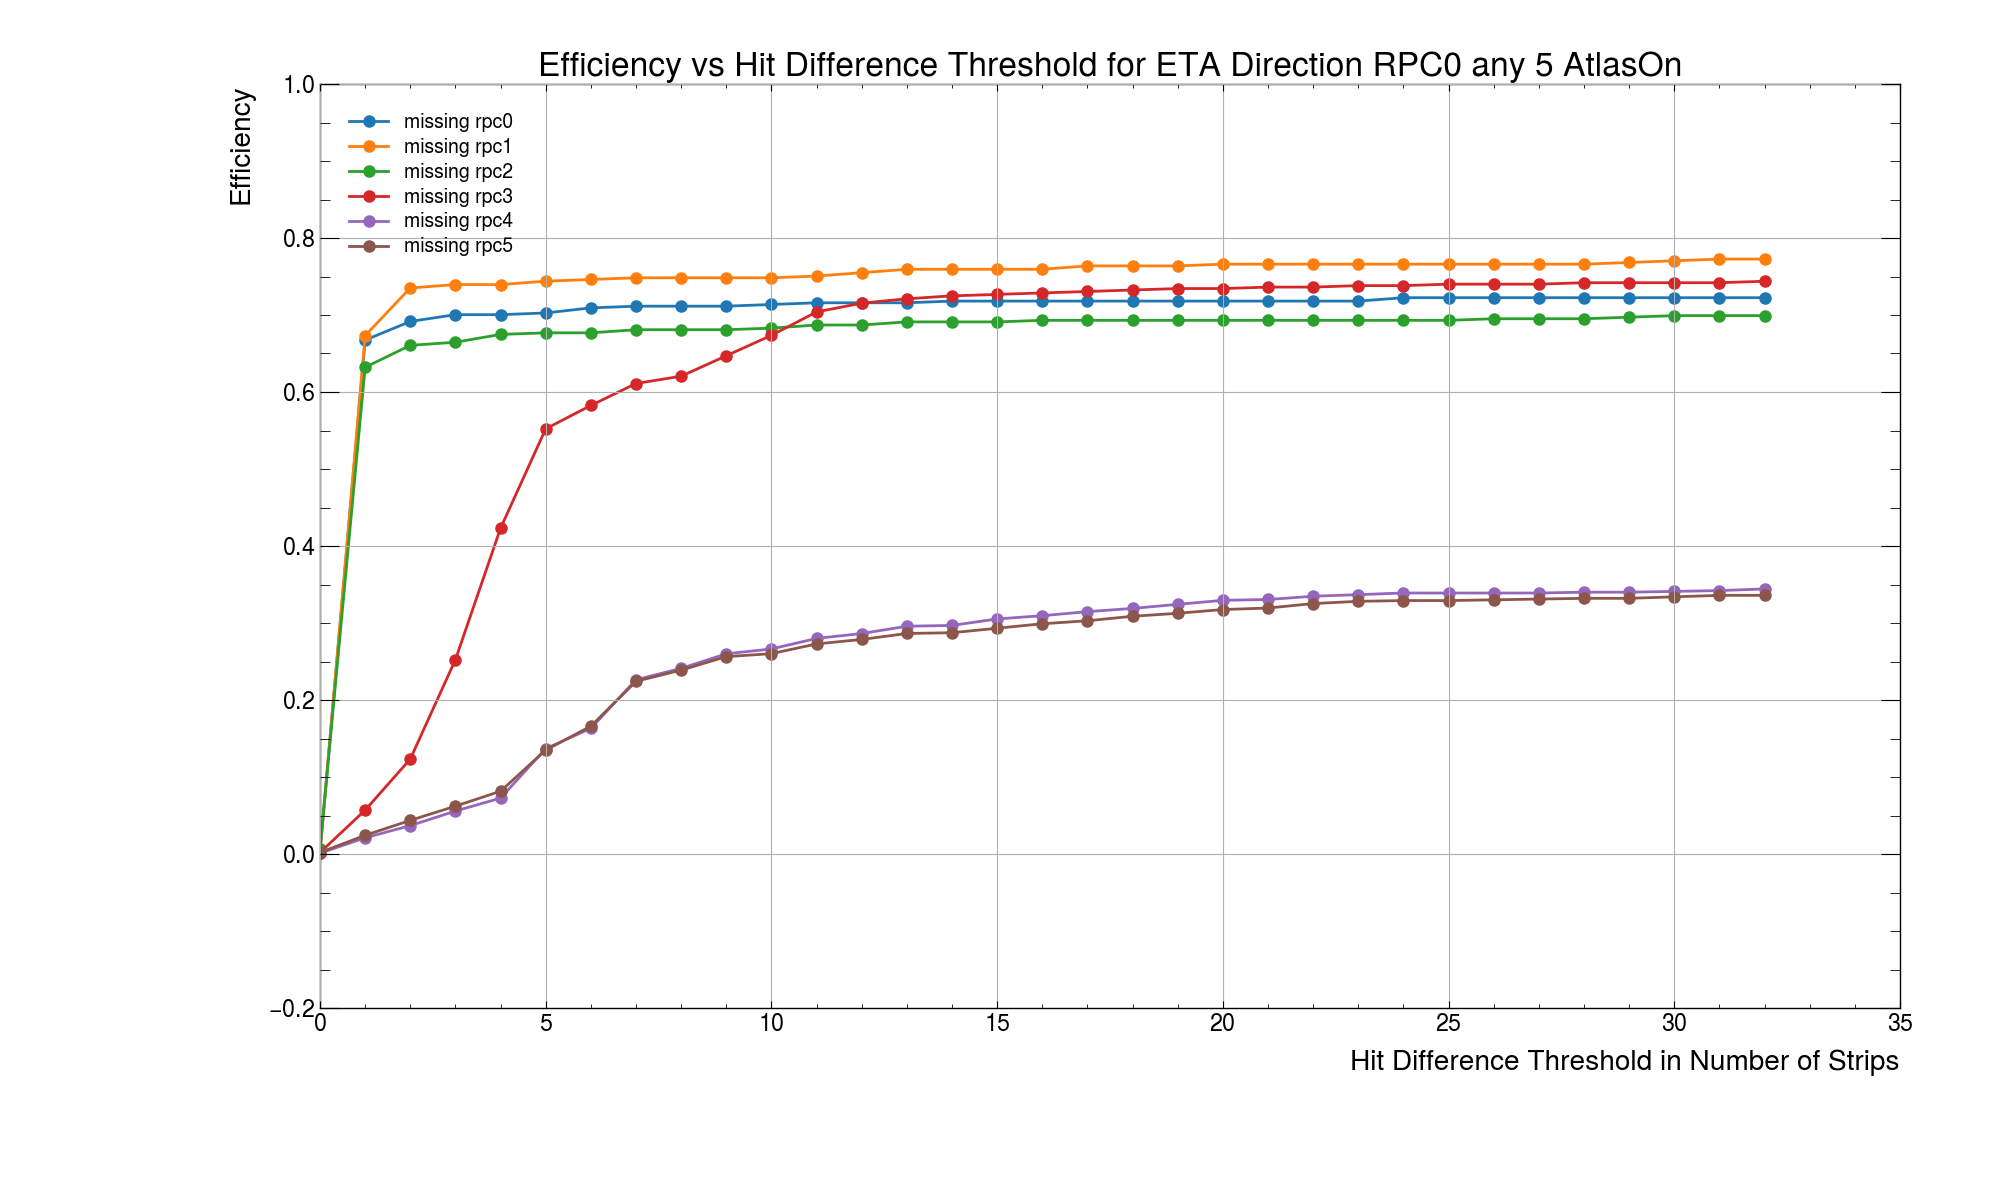 Efficiency vs Hit Difference Threshold for ETA Direction RPC0 any 5 AtlasOn
Efficiency
1.0
0.8
0.6
0.4
0.2
0.0
−0.2
missing rpc0
missing rpc1
missing rpc2
missing rpc3
missing rpc4
missing rpc5
0 5 10 15 20 25 30 35
Hit Difference Threshold in Number of Strips